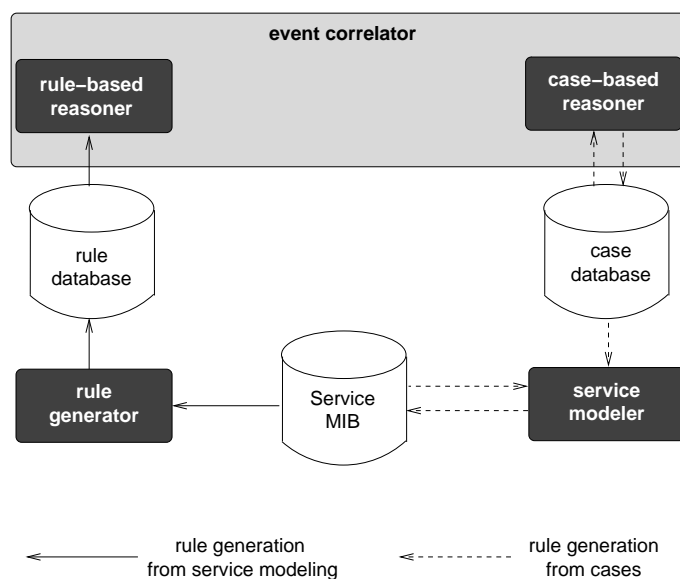 event correlator
rule−based
reasoner
case−based
reasoner
rule
database
case
database
rule
generator
Service
MIB
service
modeler
rule generation
from service modeling
rule generation
from cases